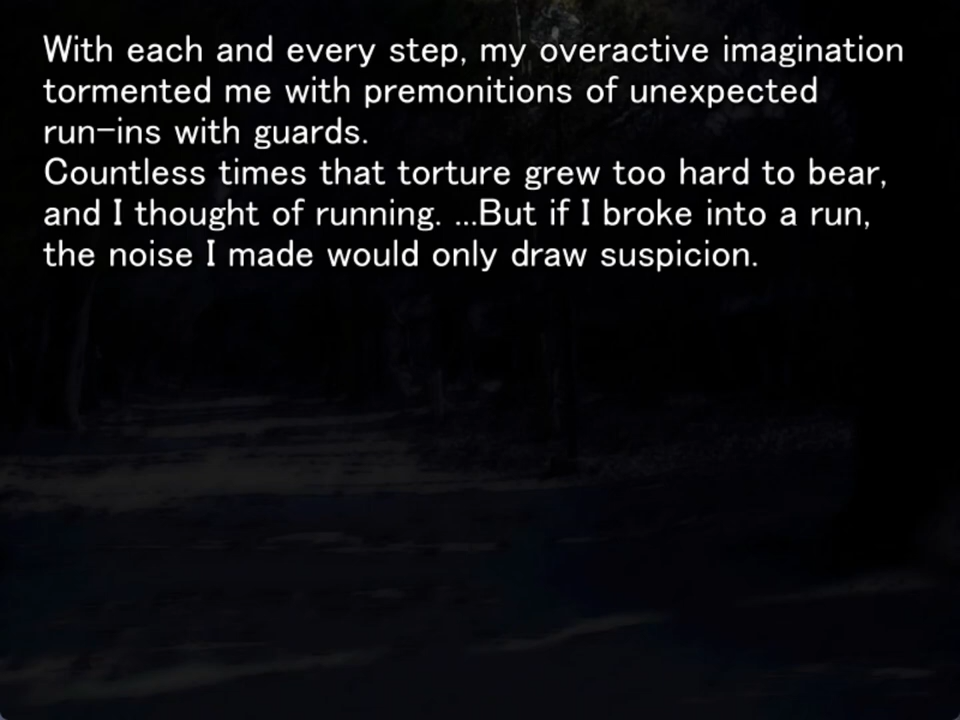 With each and every step, my overactive imagination
tormented me with premonitions of unexpected
run-ins with guards.
Countless times that torture grew too hard to bear,
and I thought of running. ...But if I broke into a run,
the noise I made would only draw suspicion.